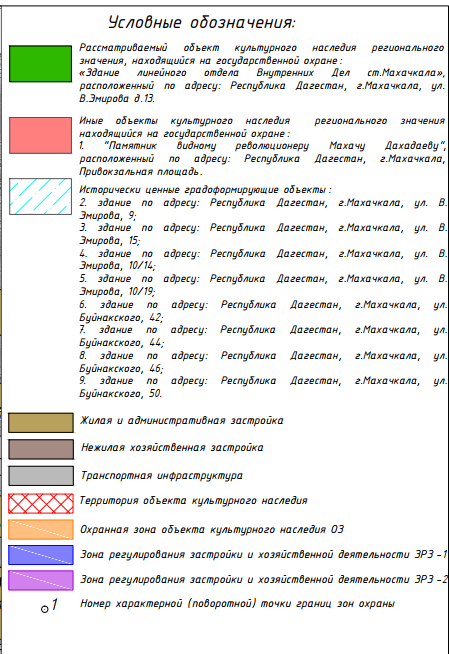 Условные обозначения:
Рассматриваемый объект культурного наследия регионального
значения, находящийся на государственной охране:
«Здание линейного отдела Внутренних Дел ст.Махачкала»,
расположенный по адресу: Республика Дагестан, г.Махачкала, ул.
В.Эмирова д.13.
Иные объекты культурного наследия регионального значения
находящийся на государственной охране:
1. "Памятник видному революционеру Махачу Дахадаеву",
расположенный по адресу: Республика Дагестан, г.Махачкала,
Привокзальная площадь.
Исторически ценные градоформирующие объекты:
2. здание по адресу: Республика Дагестан, г.Махачкала, ул. В.
Эмирова, 9;
3. здание по адресу: Республика Дагестан, г.Махачкала, ул. В.
Эмирова, 15;
4. здание по адресу: Республика Дагестан, г.Махачкала, ул. В.
Эмирова, 10/14;
5. здание по адресу: Республика Дагестан, г.Махачкала, ул. В.
Эмирова, 10/19;
6. здание по адресу: Республика Дагестан, г.Махачкала, ул.
Буйнакского, 42;
7. здание по адресу: Республика Дагестан, г.Махачкала, ул.
Буйнакского, 44;
8. здание по адресу: Республика Дагестан, г.Махачкала, ул.
Буйнакского, 46;
9. здание по адресу: Республика Дагестан, г.Махачкала, ул.
Буйнакского, 50.
Жилая и административная застройка
Нежилая хозяйственная застройка
Транспортная инфраструктура
Территория объекта культурного наследия
Охранная зона объекта культурного наследия ОЗ
Зона регулирования застройки и хозяйственной деятельности ЗРЗ-1
Зона регулирования застройки и хозяйственной деятельности ЗРЗ-2
1 Номер характерной (поворотной) точки границ зон охраны